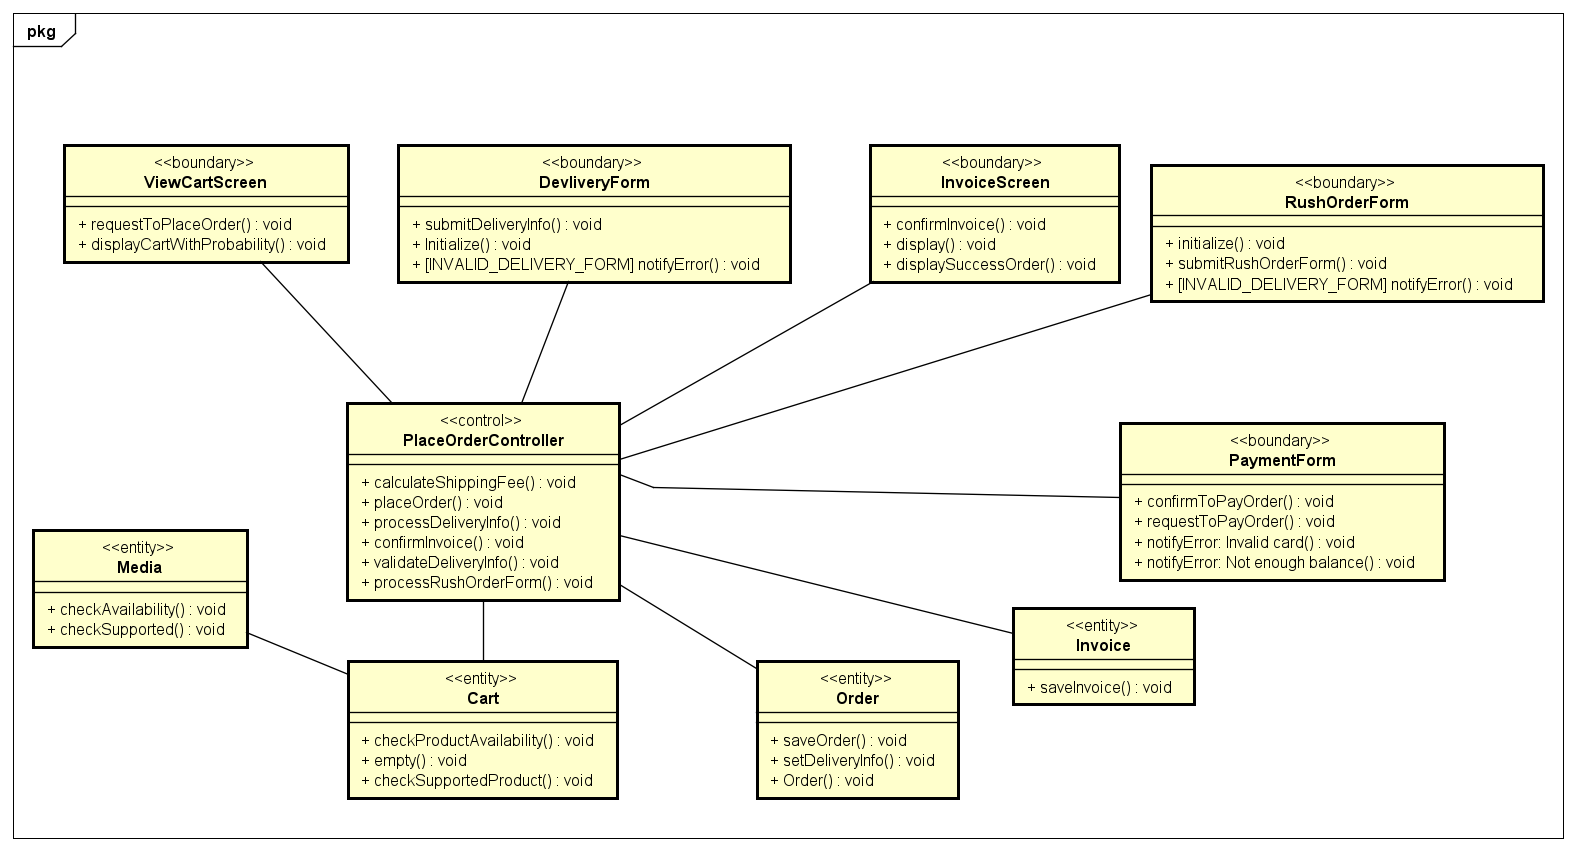 pkg
<<boundary>>
ViewCartScreen
+ requestToPlaceOrder() : void
+ displayCartWithProbability() : void
<<boundary>>
DevliveryForm
+ submitDeliveryInfo() : void
+ Initialize() : void
+ [INVALID_DELIVERY_FORM] notifyError() : void
<<boundary>>
InvoiceScreen
+ confirmInvoice() : void
+ display() : void
+ displaySuccessOrder() : void
<<boundary>>
RushOrderForm
+ initialize() : void
+ submitRushOrderForm() : void
+ [INVALID_DELIVERY_FORM] notifyError() : void
<<control>>
PlaceOrderController
+ calculateShippingFee() : void
+ placeOrder() : void
+ processDeliveryInfo() : void
+ confirmInvoice() : void
+ validateDeliveryInfo() : void
+ processRushOrderForm() : void
<<boundary>>
PaymentForm
+ confirmToPayOrder() : void
+ requestToPayOrder() : void
+ notifyError: Invalid card() : void
+ notifyError: Not enough balance() : void
<<entity>>
Media
+ checkAvailability() : void
+ checkSupported() : void
<<entity>>
Cart
+ checkProductAvailability() : void
+ empty() : void
+ checkSupportedProduct() : void
<<entity>>
Order
+ saveOrder() : void
+ setDeliveryInfo() : void
+ Order() : void
<<entity>>
Invoice
+ saveInvoice() : void